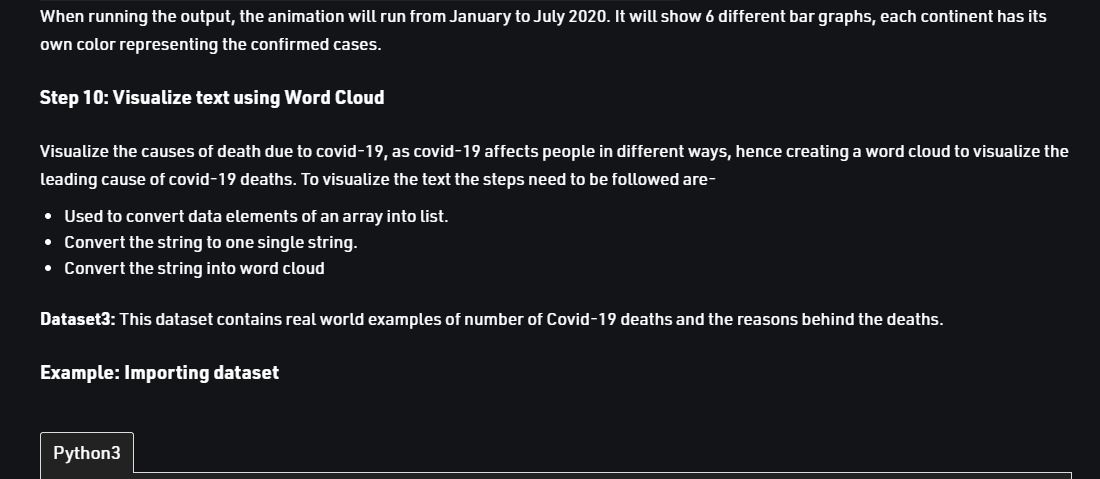 When running the output, the animation will run from January to July 2020. It will show 6 different bar graphs, each continent has its
own color representing the confirmed cases.
Step 10: Visualize text using Word Cloud
Visualize the causes of death due to covid-19, as covid-19 affects people in different ways, hence creating a word cloud to visualize the
leading cause of covid-19 deaths. To visualize the text the steps need to be followed are-
• Used to convert data elements of an array into list.
• Convert the string to one single string.
• Convert the string into word cloud
Dataset3: This dataset contains real world examples of number of Covid-19 deaths and the reasons behind the deaths.
Example: Importing dataset
Python3